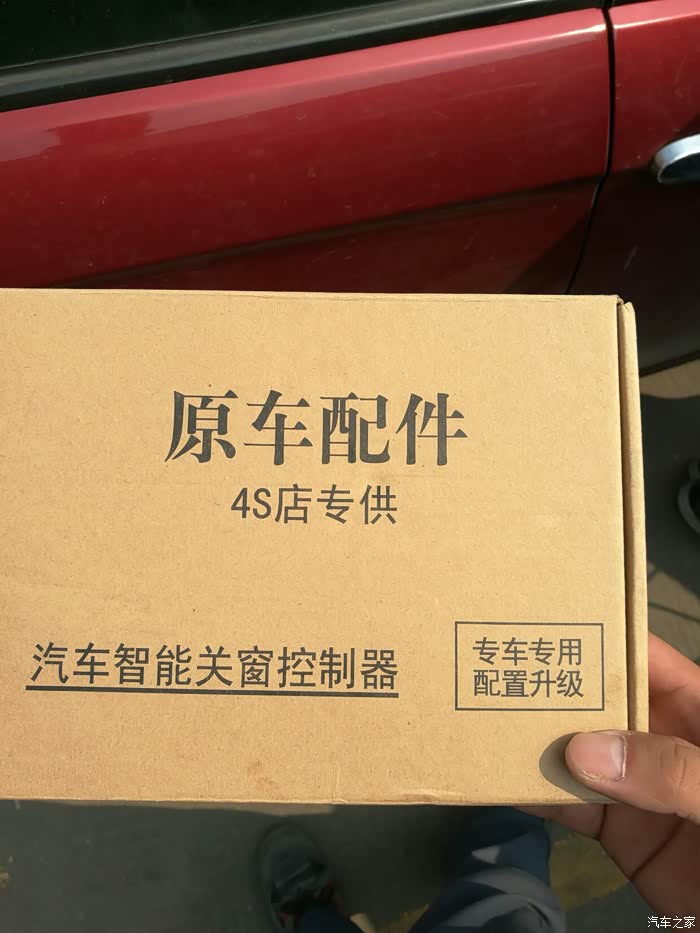 原车配件
4S店专供
汽车智能关窗控制器
专车专用
配置升级
汽车之家